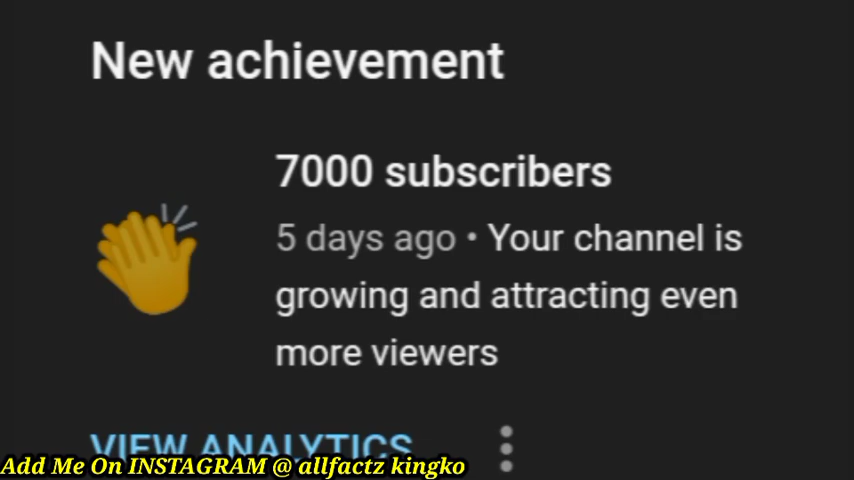 New achievement
7000 subscribers
5 days ago • Your channel is
growing and attracting even
more viewers
VIEW ANALYTICS
Add Me On INSTAGRAM @ allfactz kingko